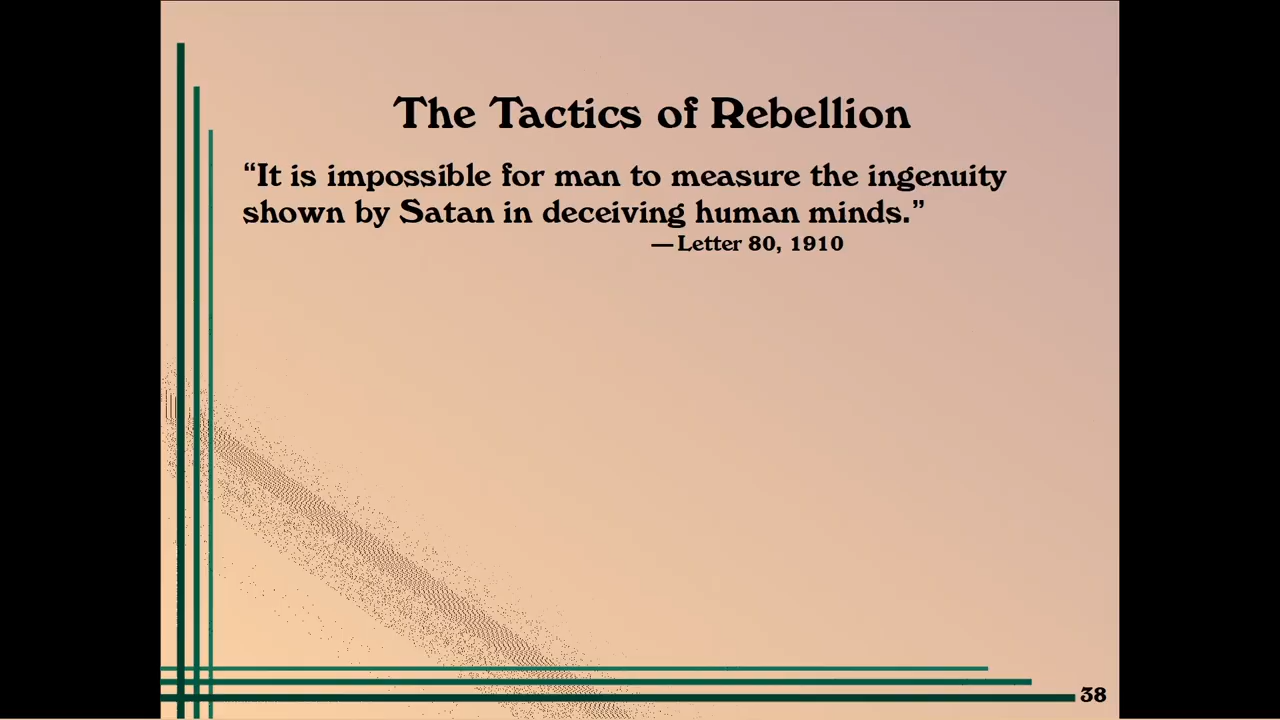 The Tactics of Rebellion
“It is impossible for man to measure the ingenuity
shown by Satan in deceiving human minds.”
—Letter 80, 1910
38